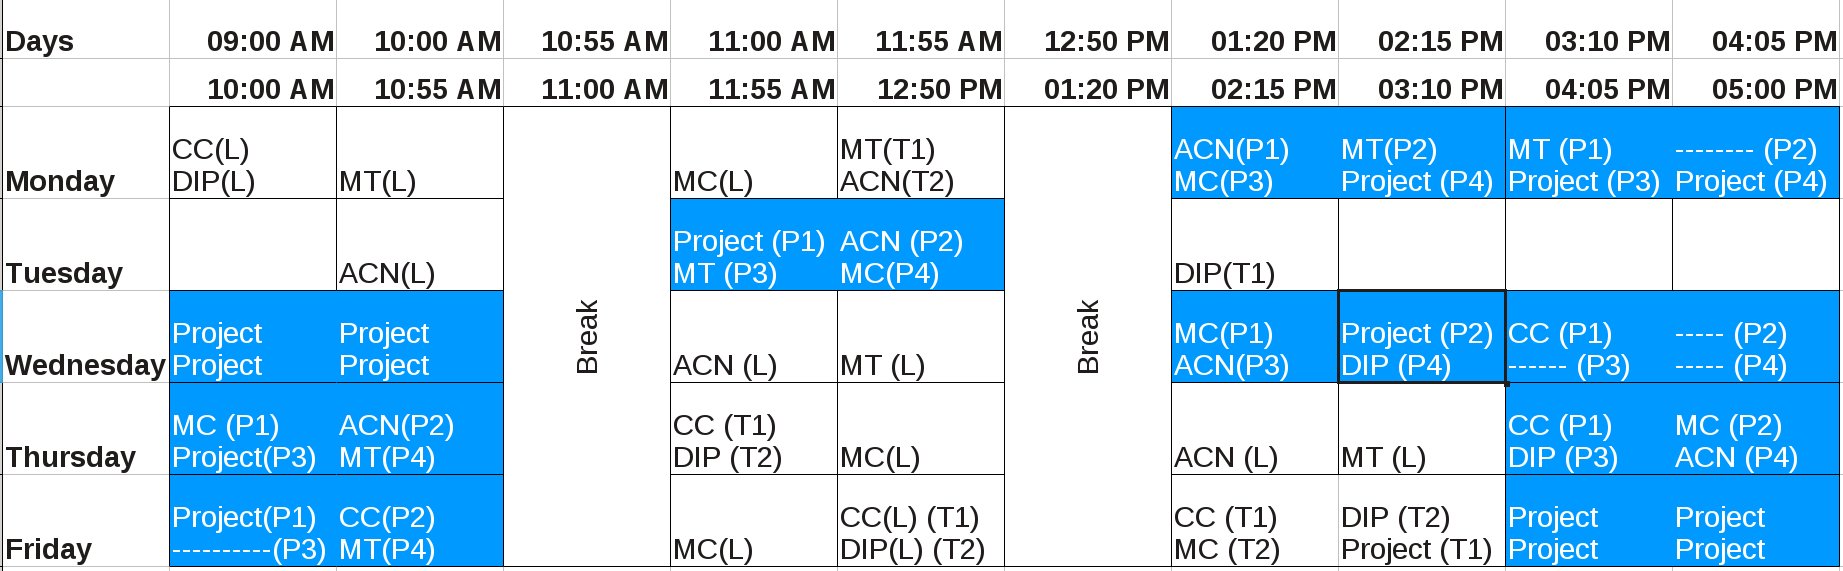 Days 09:00 AM 10:00 AM 10:55 AM 11:00 AM 11:55 AM 12:50 PM 01:20 PM 02:15 PM 03:10 PM 04:05 PM
10:00 AM 10:55 AM 11:00 AM 11:55 AM 12:50 PM 01:20 PM 02:15 PM 03:10 PM 04:05 PM 05:00 PM
CC(L) MT(T1) ACN(P1) MT(P2) MT (P1) -------- (P2)
Monday DIP(L) MT(L) MC(L) ACN(T2) MC(P3) Project (P4) Project (P3) Project (P4)
Project (P1) ACN (P2)
Tuesday ACN(L) MT (P3) MC(P4) DIP(T1)
Break Break
Project Project MC(P1) Project (P2) CC (P1) ----- (P2)
Wednesday Project Project ACN (L) MT (L) ACN(P3) DIP (P4) ------ (P3) ----- (P4)
MC (P1) ACN(P2) CC (T1) CC (P1) MC (P2)
Thursday Project(P3) MT(P4) DIP (T2) MC(L) ACN (L) MT (L) DIP (P3) ACN (P4)
Project(P1) CC(P2) CC(L) (T1) CC (T1) DIP (T2) Project Project
Friday ----------(P3) MT(P4) MC(L) DIP(L) (T2) MC (T2) Project (T1) Project Project